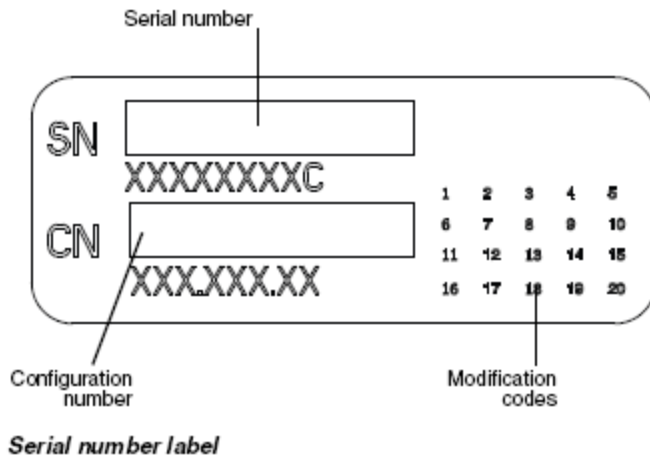 Serial number
SN
XXXXXXXXC
CN
XXX.XXX.XX
1 2 3 4 5
6 7 8 9 10
11 12 13 14 15
16 17 18 19 20
Configuration
number
Modification
codes
Serial number label